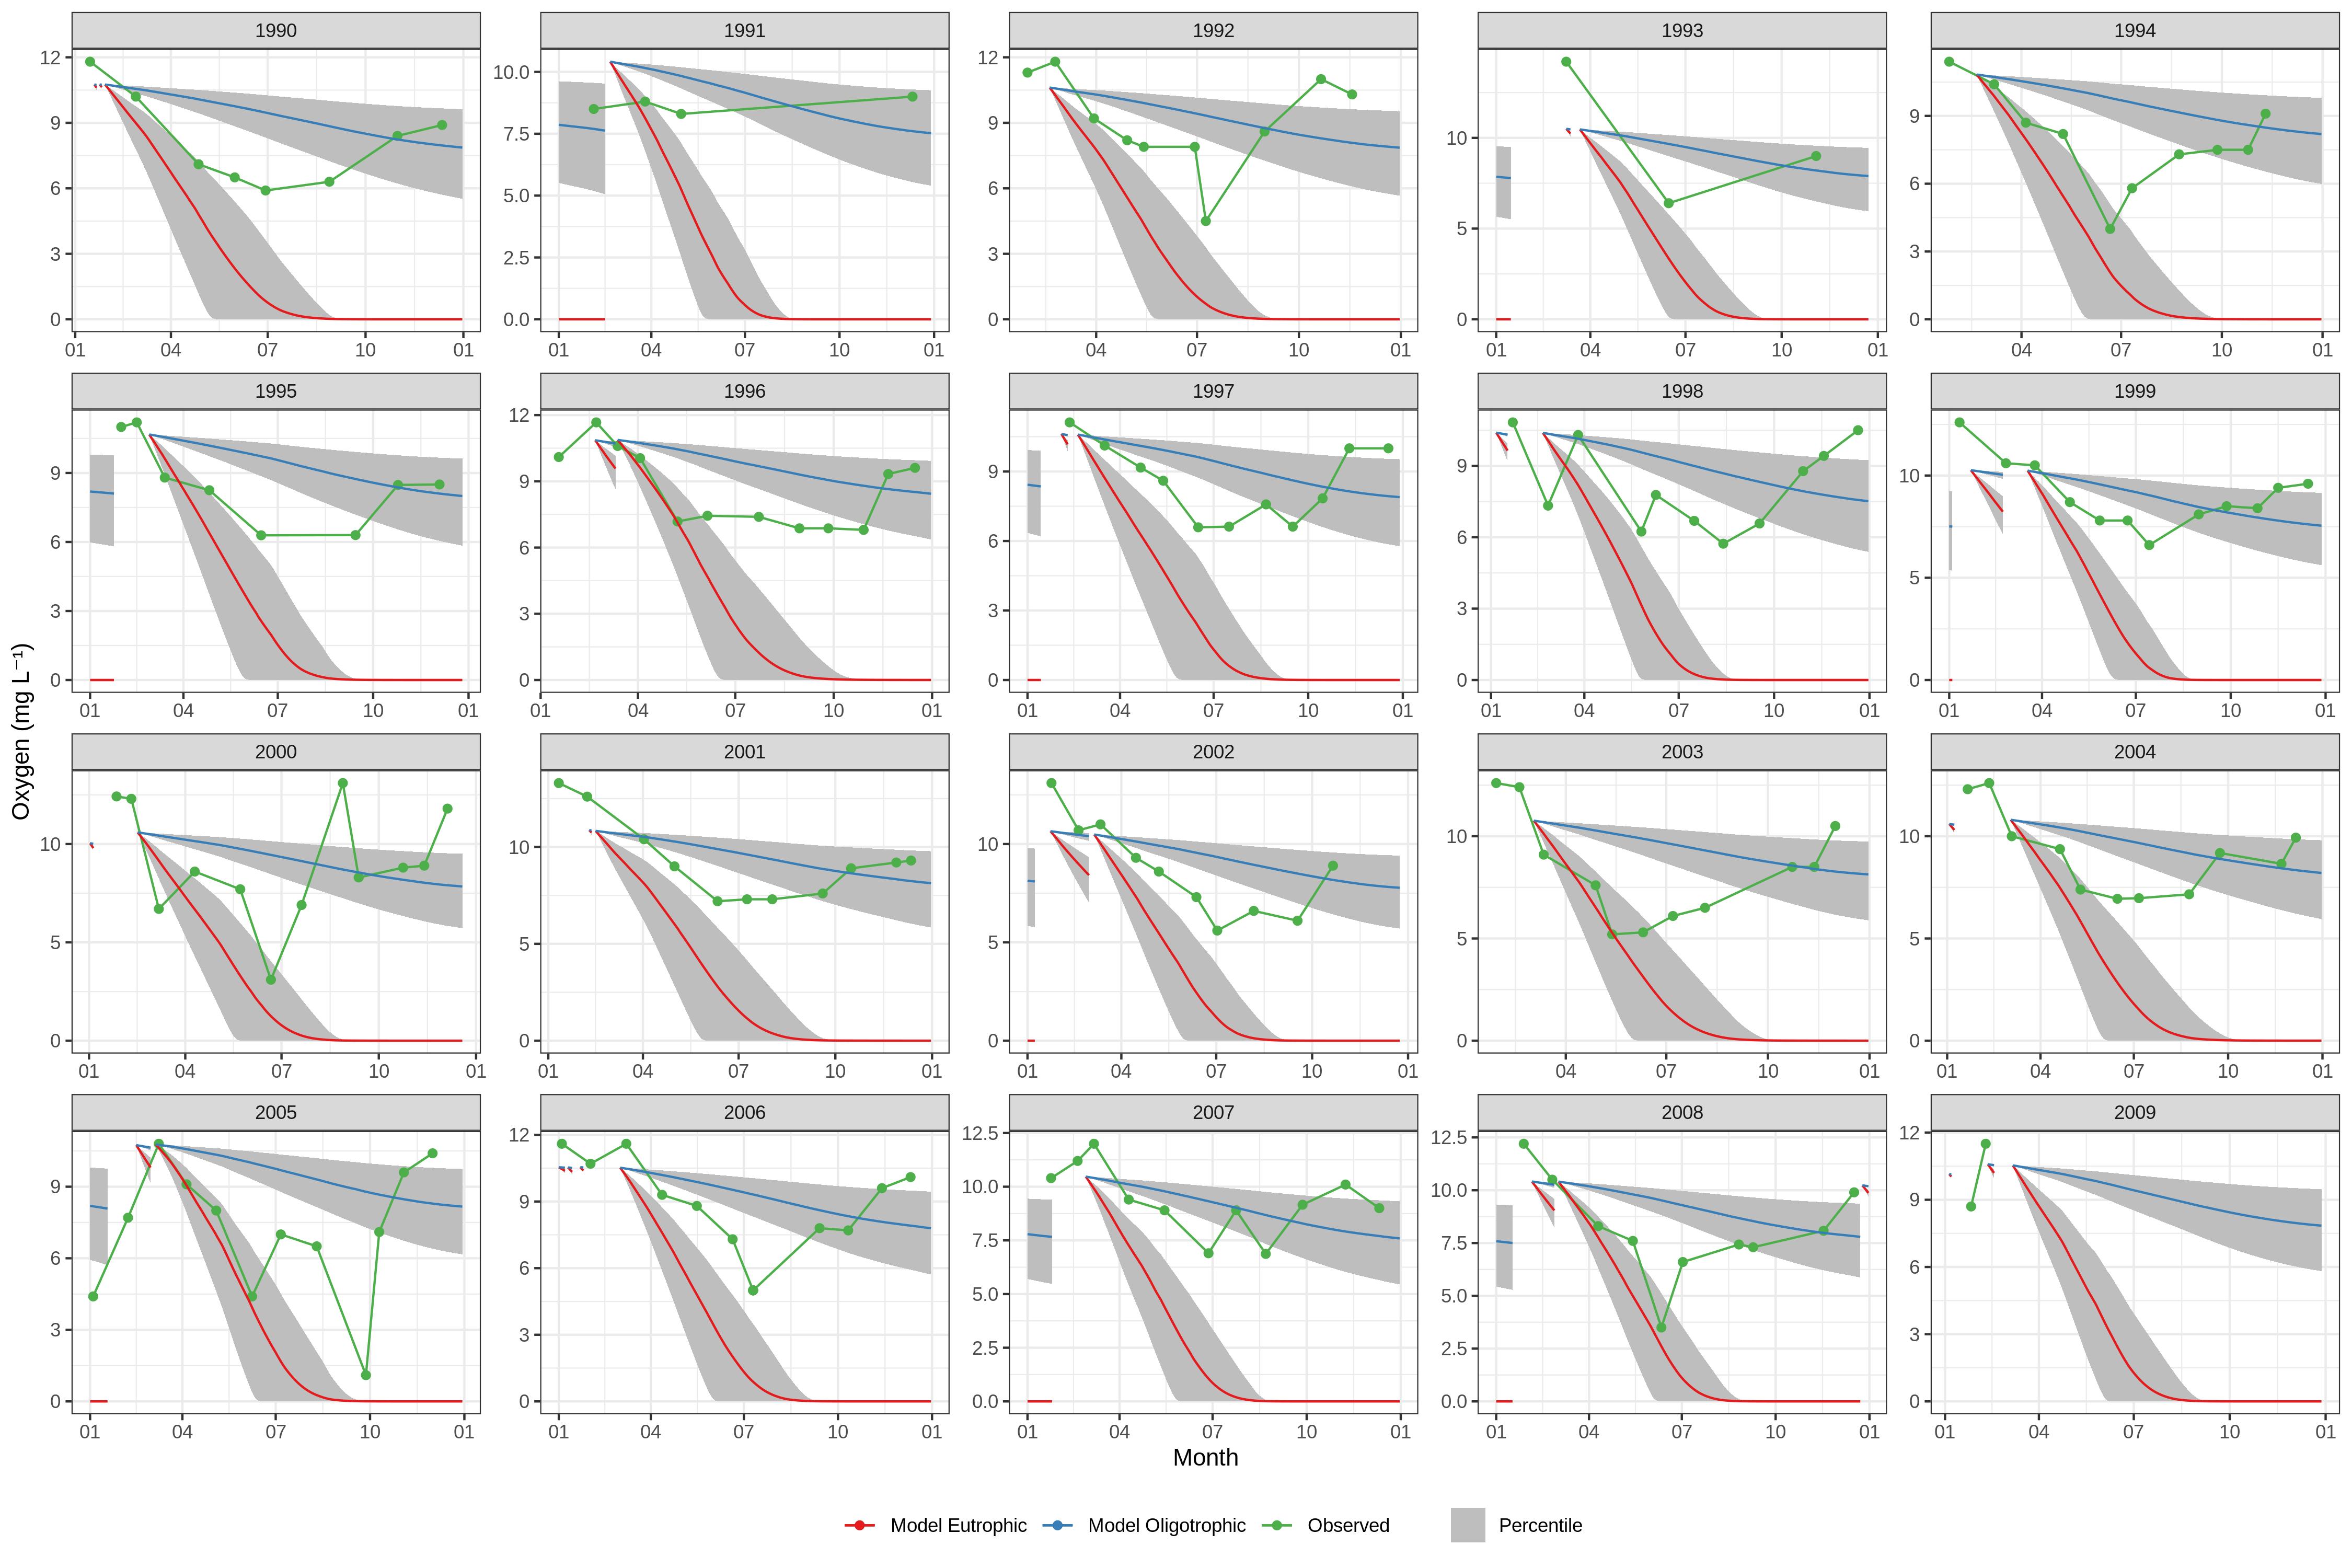 1990 1991 1992 1993 1994
12 9 6 3 0
10.0 7.5 5.0 2.5 0.0
12 9 6 3 0
10 5 0
9 6 3 0
01 04 07 10 01
01 04 07 10 01
04 07 10 01
01 04 07 10 01
04 07 10 01
1995 1996 1997 1998 1999
9 6 3 0
12 9 6 3 0
9 6 3 0
9 6 3 0
10 5 0
01 04 07 10 01
01 04 07 10 01
01 04 07 10 01
01 04 07 10 01
01 04 07 10 01
Oxygen (mg L⁻¹)
2000 2001 2002 2003 2004
10 5 0
10 5 0
10 5 0
10 5 0
10 5 0
01 04 07 10 01
01 04 07 10 01
01 04 07 10 01
04 07 10 01
01 04 07 10 01
2005 2006 2007 2008 2009
9 6 3 0
12 9 6 3 0
12.5 10.0 7.5 5.0 2.5 0.0
12.5 10.0 7.5 5.0 2.5 0.0
12 9 6 3 0
01 04 07 10 01
01 04 07 10 01
01 04 07 10 01
01 04 07 10 01
01 04 07 10 01
Month
Model Eutrophic Model Oligotrophic Observed Percentile